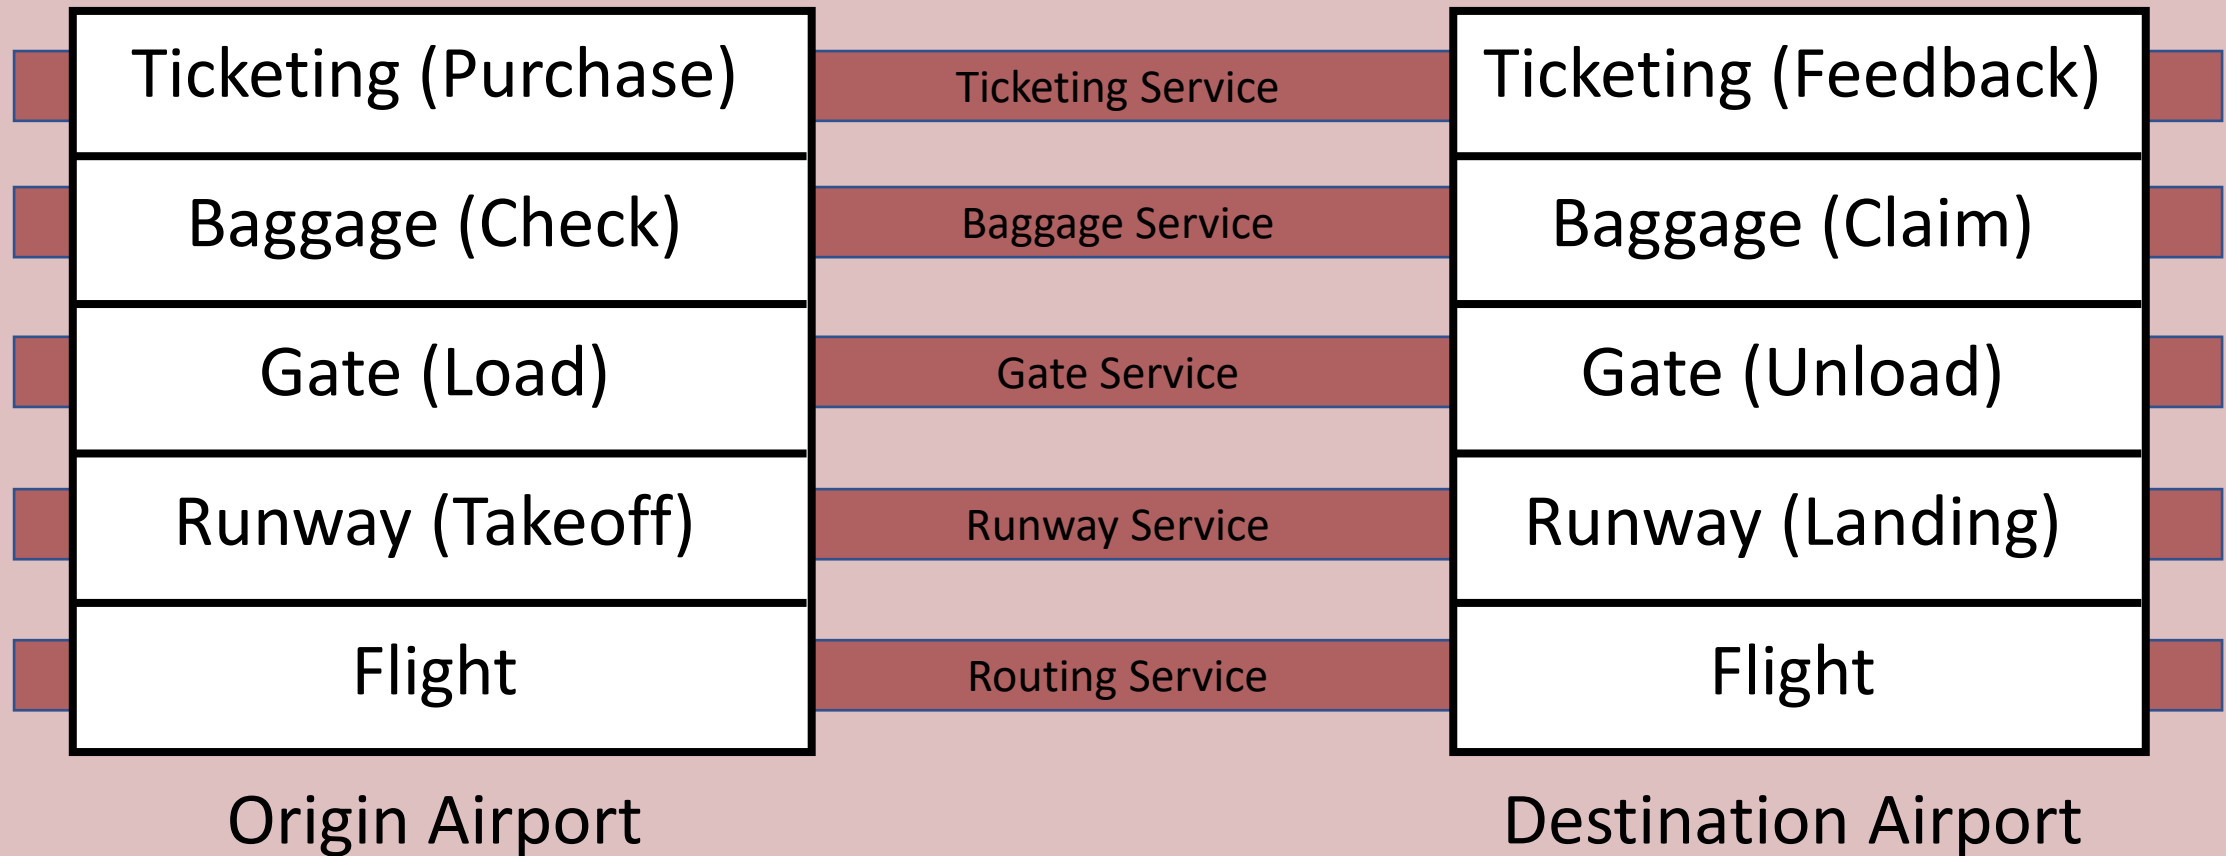 Ticketing (Purchase)
Ticketing Service
Ticketing (Feedback)
Baggage (Check)
Baggage Service
Baggage (Claim)
Gate (Load)
Gate Service
Gate (Unload)
Runway (Takeoff)
Runway Service
Runway (Landing)
Flight
Routing Service
Flight
Origin Airport
Destination Airport